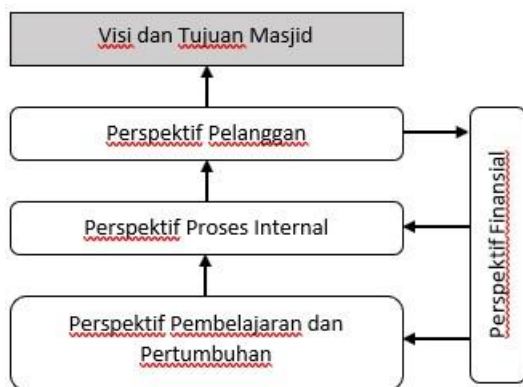 Visi dan Tujuan Masjid
Perspektif Pelanggan
Perspektif Proses Internal
Perspektif Pembelajaran dan
Pertumbuhan
Perspektif Finansial